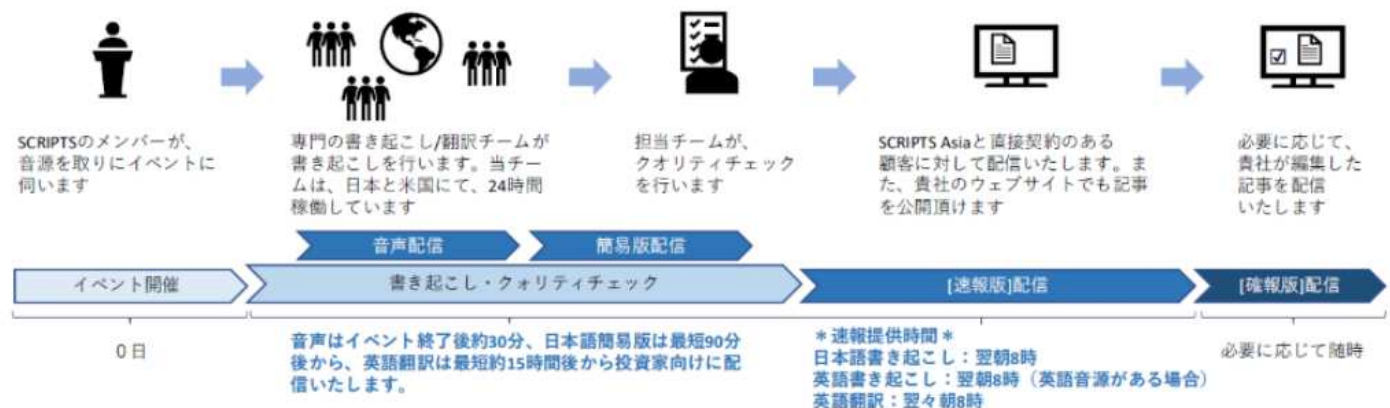 SCRIPTSのメンバーが、
音源を取りにイベントに
伺います
専門の書き起こし/翻訳チームが
書き起こしを行います。当チー
ムは、日本と米国にて、24時間
稼働しています
担当チームが、
クオリティチェック
を行います
SCRIPTS Asiaと直接契約のある
顧客に対して配信いたします。ま
た、貴社のウェブサイトでも記事
を公開頂けます
必要に応じて、
貴社が編集した
記事を配信
いたします
音声配信
簡易版配信
イベント開催
書き起こし・クォリティチェック
[速報版]配信
[確報版]配信
0日
音声はイベント終了後約30分、日本語簡易版は最短90分
後から、英語翻訳は最短約15時間後から投資家向けに配
信いたします。
＊速報提供時間＊
日本語書き起こし：翌朝8時
英語書き起こし：翌朝8時（英語音源がある場合）
英語翻訳：翌々朝8時
必要に応じて随時